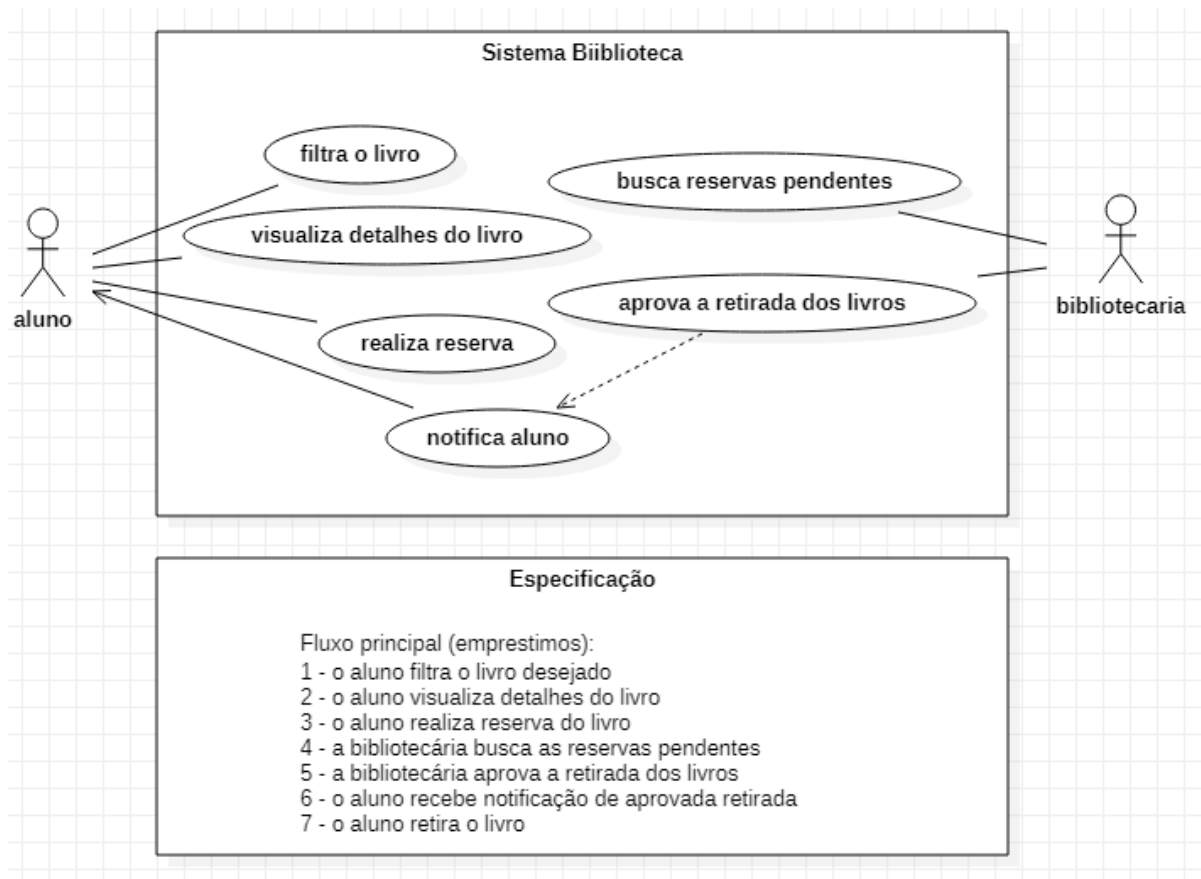 Sistema Biiblioteca
filtra o livro
busca reservas pendentes
visualiza detalhes do livro
aprova a retirada dos livros
aluno
bibliotecaria
realiza reserva
notifica aluno
Especificação
Fluxo principal (emprestimos):
1 - o aluno filtra o livro desejado
2 - o aluno visualiza detalhes do livro
3 - o aluno realiza reserva do livro
4 - a bibliotecária busca as reservas pendentes
5 - a bibliotecária aprova a retirada dos livros
6 - o aluno recebe notificação de aprovada retirada
7 - o aluno retira o livro